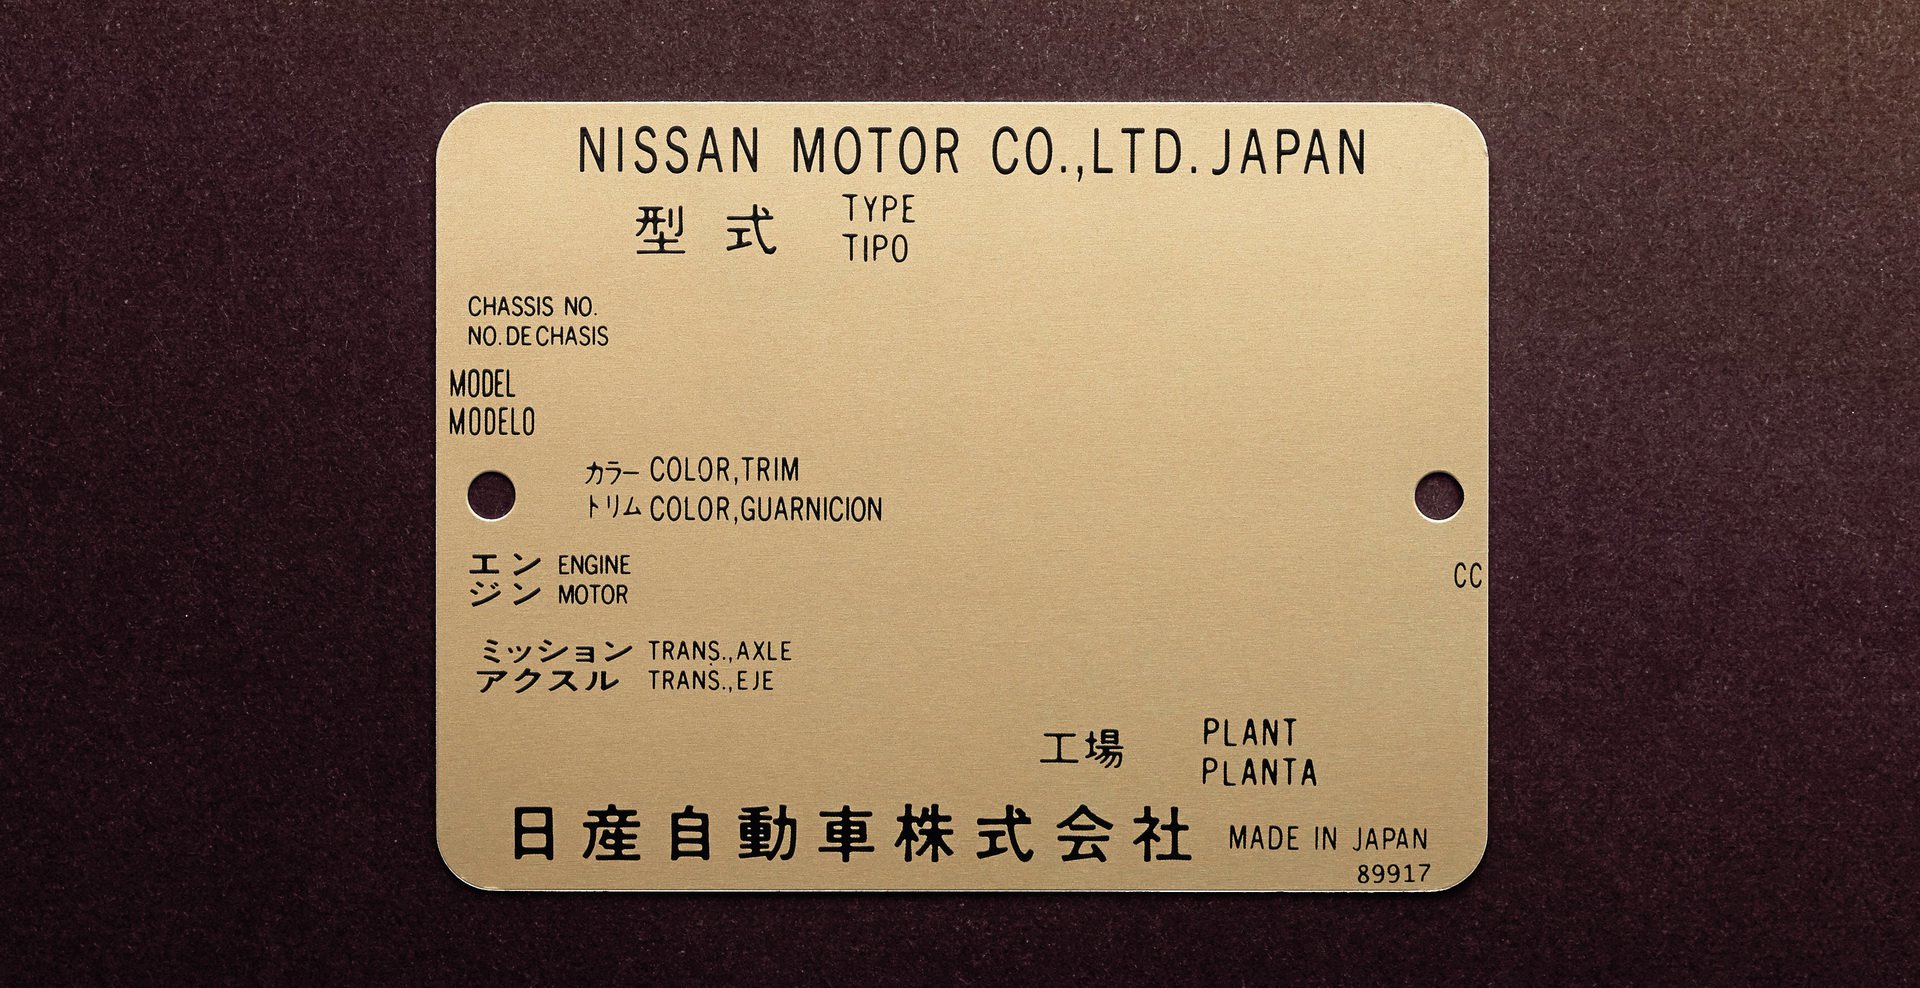 NISSAN MOTOR CO.,LTD. JAPAN
型式 TYPE
TIPO
CHASSIS NO.
NO. DE CHASIS
MODEL
MODELO
カラー COLOR,TRIM
トリム COLOR,GUARNICION
エン ENGINE
ジン MOTOR
CC
ミッション TRANS.,AXLE
アクスル TRANS.,EJE
工場 PLANT
PLANTA
日産自動車株式会社 MADE IN JAPAN
89917